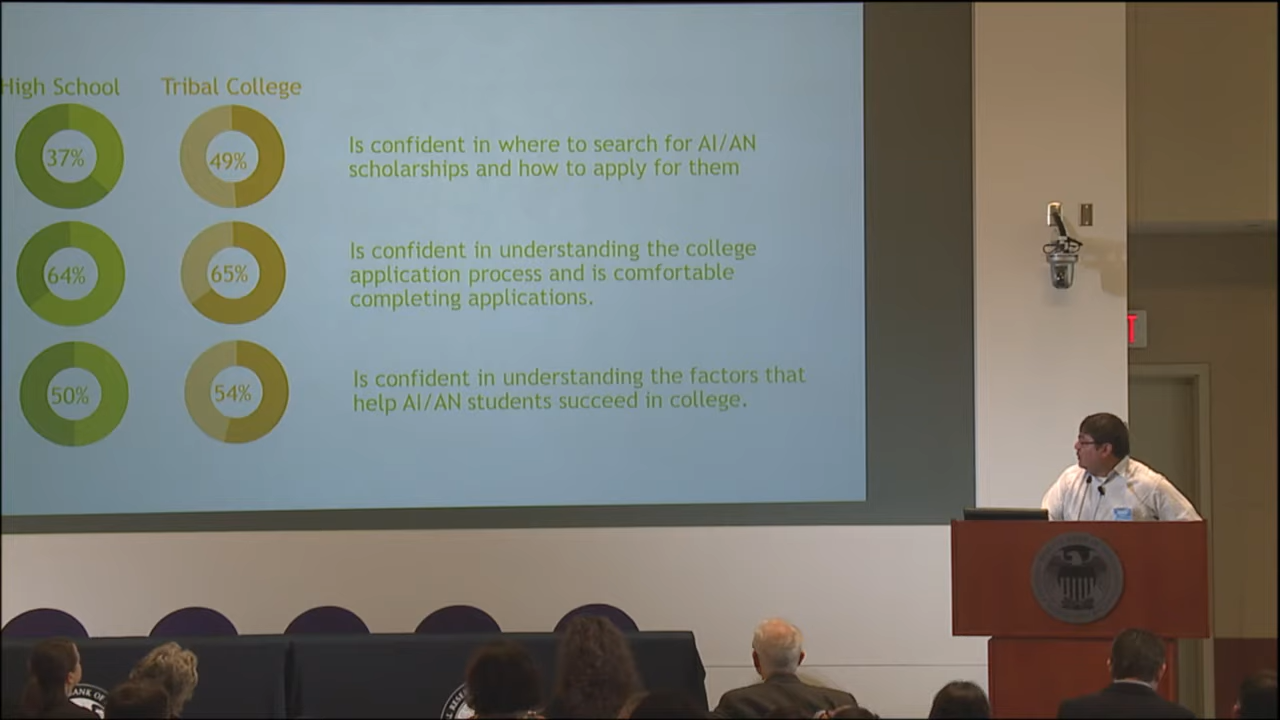 High School Tribal College
37% 49%
Is confident in where to search for AI/AN
scholarships and how to apply for them
64% 65%
Is confident in understanding the college
application process and is comfortable
completing applications.
50% 54%
Is confident in understanding the factors that
help AI/AN students succeed in college.